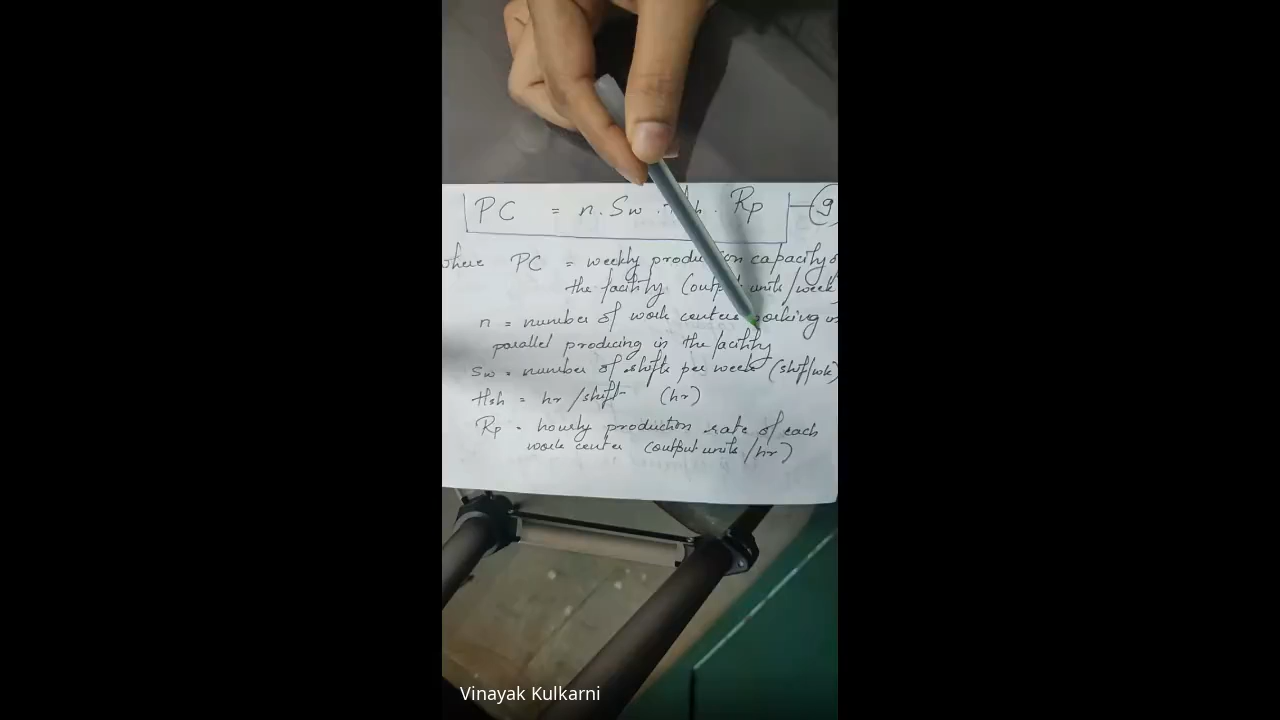 PC = n. Sw . Hsh . Rp — 9
where PC = weekly production capacity
the facility (output units/week
n = number of work centers working
parallel producing in the facility
Sw = number of shifts per week (shift/wk)
Hsh = hr/shift (hr)
Rp = hourly production rate of each
work center (output units/hr)
Vinayak Kulkarni